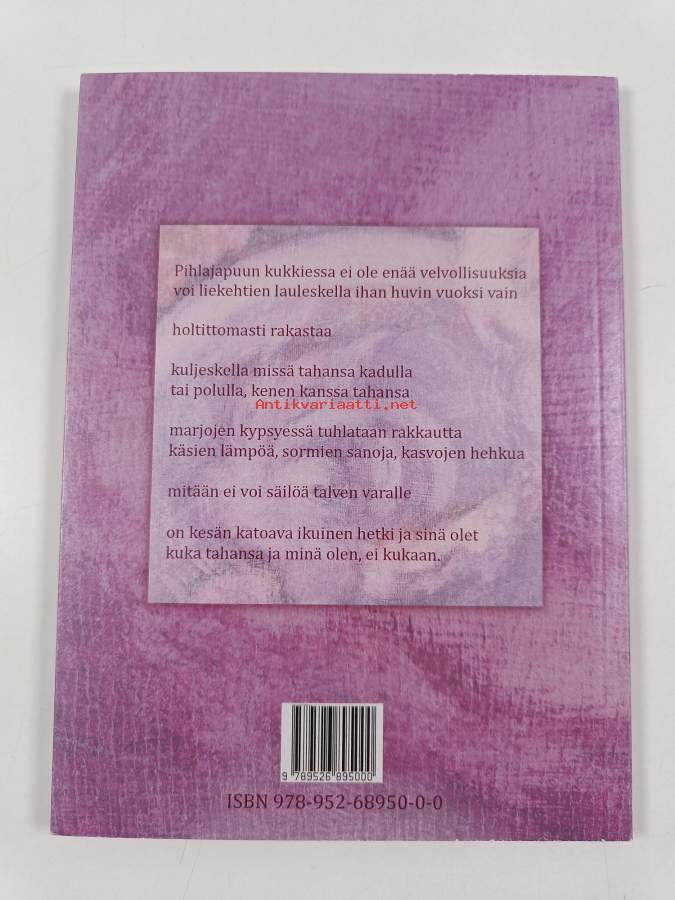 Pihlajapuun kukkiessa ei ole enää velvollisuuksia
voi liekehtien lauleskella ihan huvin vuoksi vain
holtittomasti rakastaa
kuljeskella missä tahansa kadulla
tai polulla, kenen kanssa tahansa
Antikvariaatti.net
marjojen kypsyessä tuhlataan rakkautta
käsien lämpöä, sormien sanoja, kasvojen hehkua
mitään ei voi säilöä talven varalle
on kesän katoava ikuinen hetki ja sinä olet
kuka tahansa ja minä olen, ei kukaan.
9 789526 895000
ISBN 978-952-68950-0-0